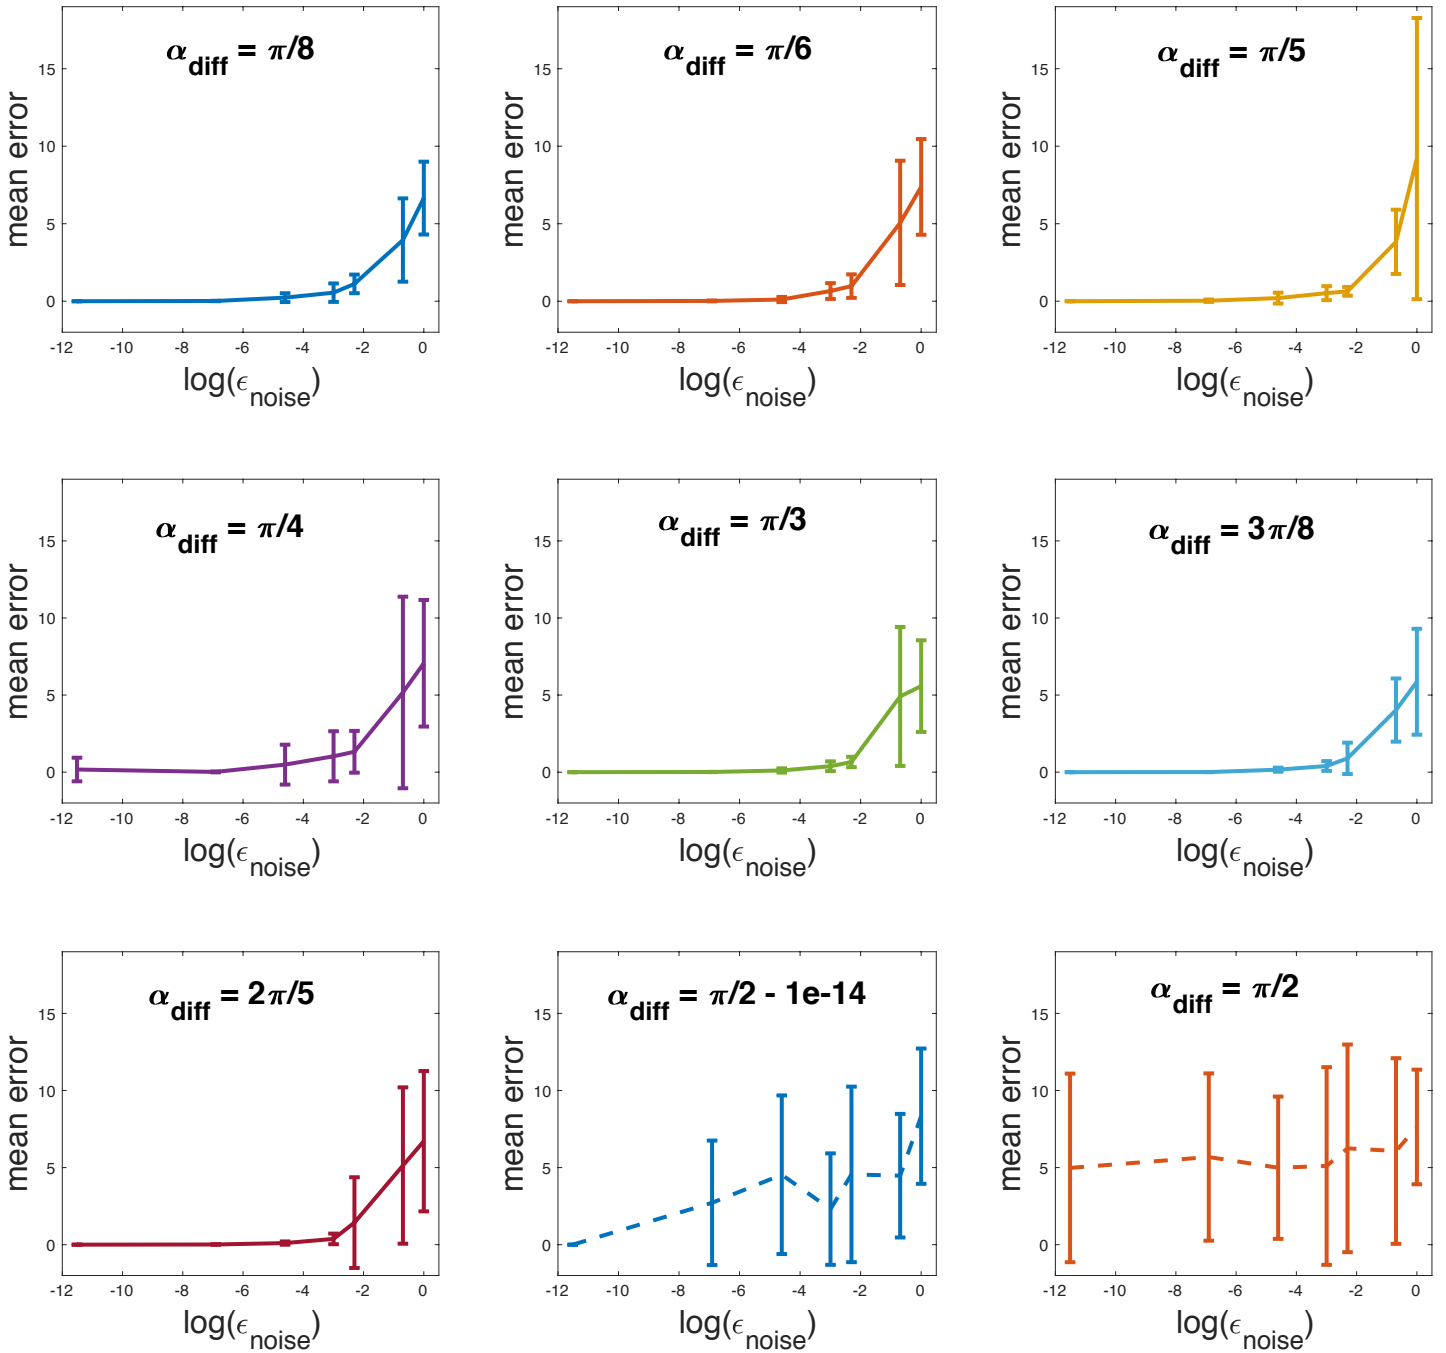 α_diff = π/8
15
10
5
0
mean error
-12 -10 -8 -6 -4 -2 0
log(ϵ_noise)
α_diff = π/6
15
10
5
0
mean error
-12 -10 -8 -6 -4 -2 0
log(ϵ_noise)
α_diff = π/5
15
10
5
0
mean error
-12 -10 -8 -6 -4 -2 0
log(ϵ_noise)
α_diff = π/4
15
10
5
0
mean error
-12 -10 -8 -6 -4 -2 0
log(ϵ_noise)
α_diff = π/3
15
10
5
0
mean error
-12 -10 -8 -6 -4 -2 0
log(ϵ_noise)
α_diff = 3π/8
15
10
5
0
mean error
-12 -10 -8 -6 -4 -2 0
log(ϵ_noise)
α_diff = 2π/5
15
10
5
0
mean error
-12 -10 -8 -6 -4 -2 0
log(ϵ_noise)
α_diff = π/2 - 1e-14
15
10
5
0
mean error
-12 -10 -8 -6 -4 -2 0
log(ϵ_noise)
α_diff = π/2
15
10
5
0
mean error
-12 -10 -8 -6 -4 -2 0
log(ϵ_noise)